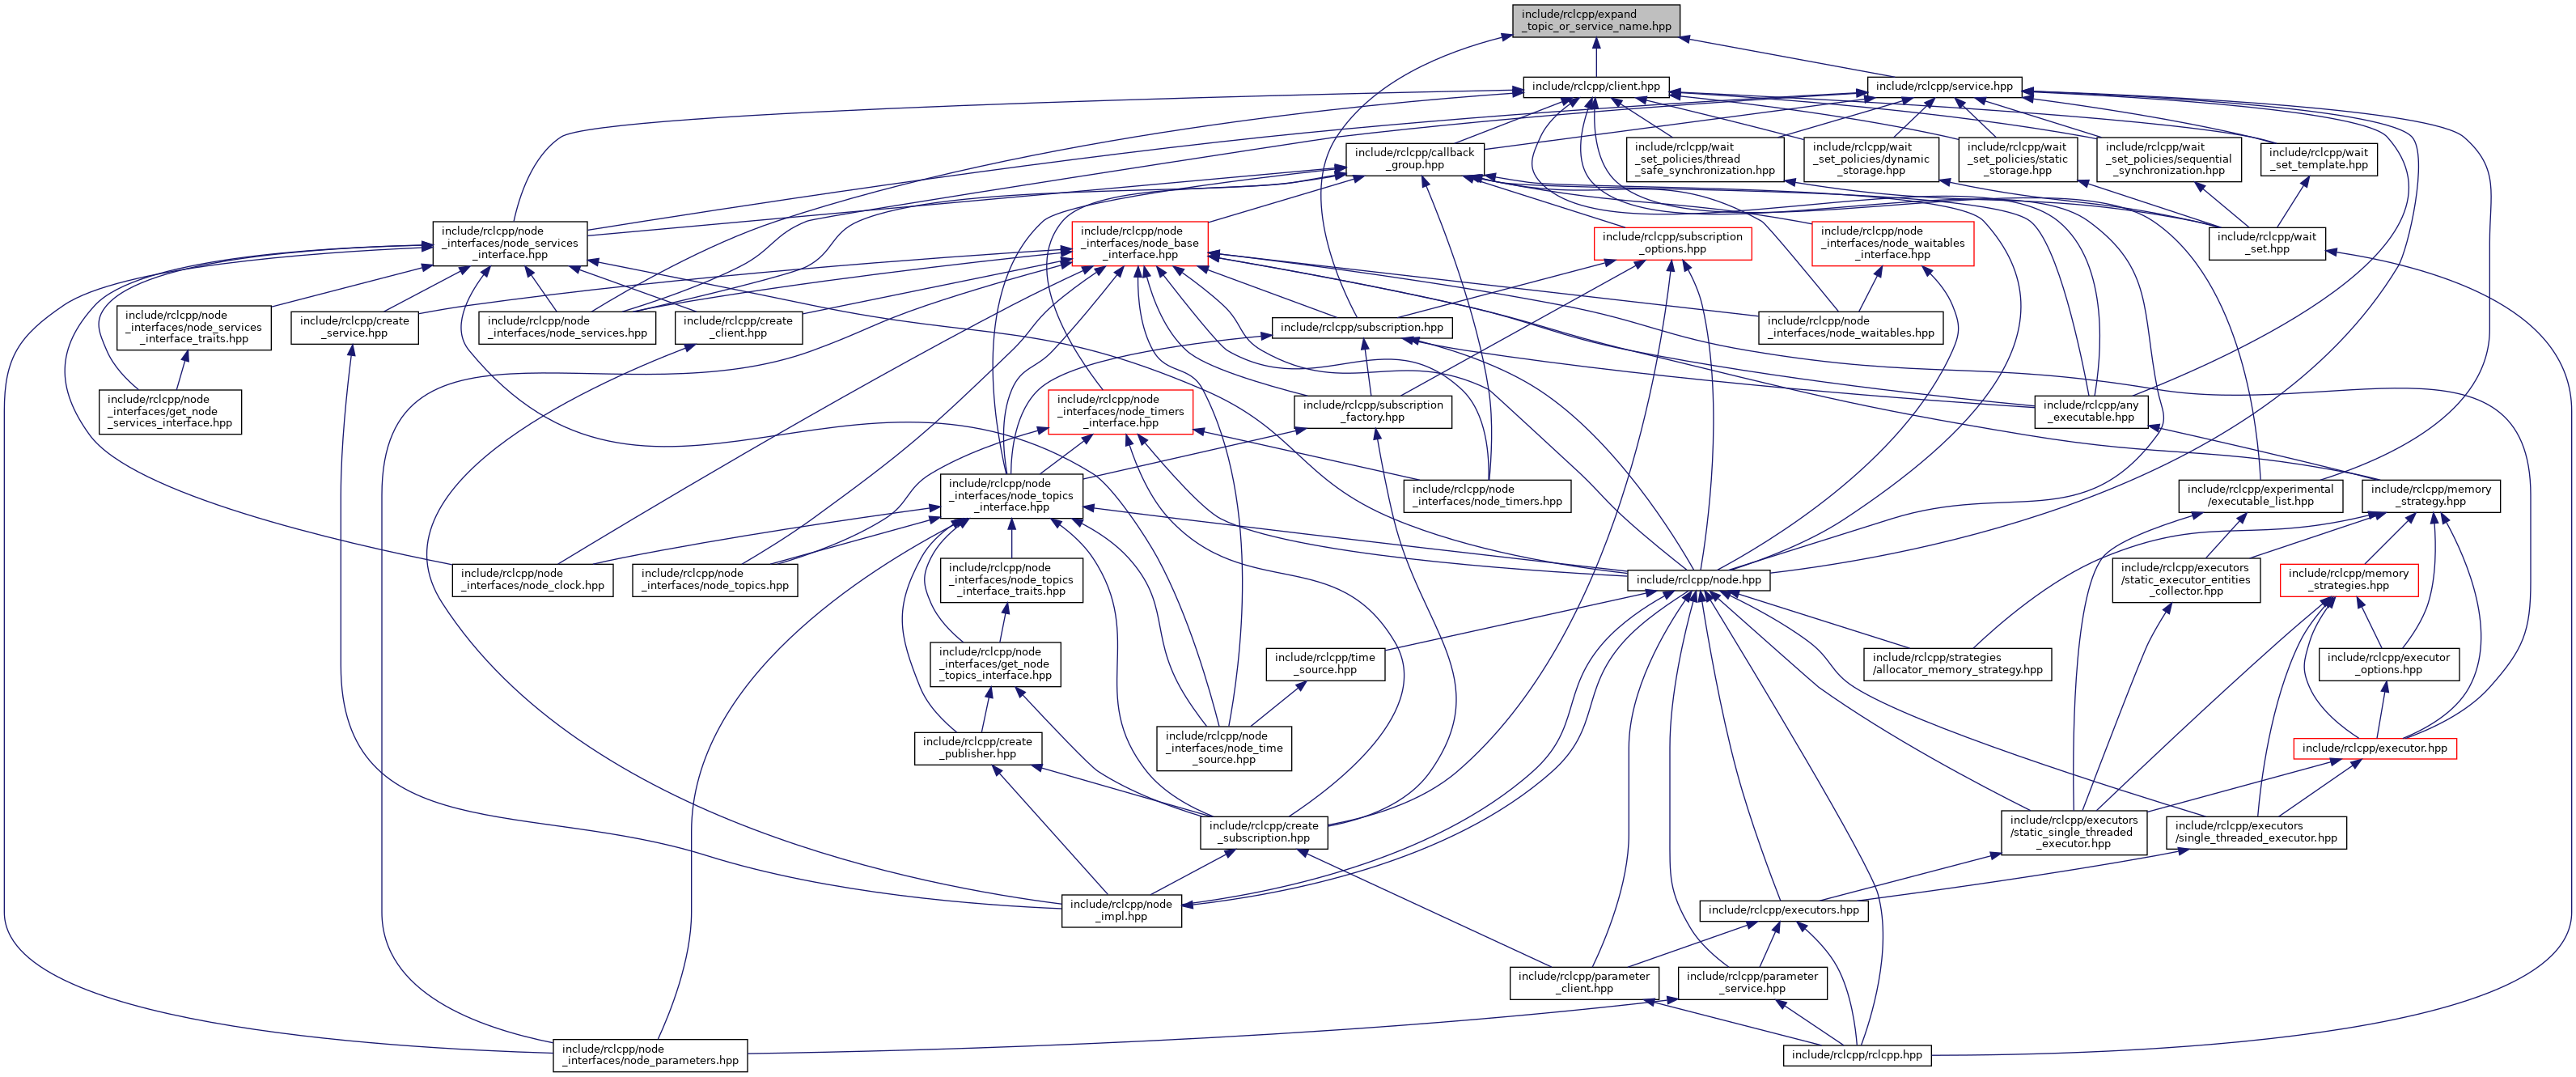 include/rclcpp/expand
_topic_or_service_name.hpp
include/rclcpp/client.hpp
include/rclcpp/service.hpp
include/rclcpp/callback
_group.hpp
include/rclcpp/wait
_set_policies/thread
_safe_synchronization.hpp
include/rclcpp/wait
_set_policies/dynamic
_storage.hpp
include/rclcpp/wait
_set_policies/static
_storage.hpp
include/rclcpp/wait
_set_policies/sequential
_synchronization.hpp
include/rclcpp/wait
_set_template.hpp
include/rclcpp/node
_interfaces/node_services
_interface.hpp
include/rclcpp/node
_interfaces/node_base
_interface.hpp
include/rclcpp/subscription
_options.hpp
include/rclcpp/node
_interfaces/node_waitables
_interface.hpp
include/rclcpp/wait
_set.hpp
include/rclcpp/node
_interfaces/node_services
_interface_traits.hpp
include/rclcpp/create
_service.hpp
include/rclcpp/node
_interfaces/node_services.hpp
include/rclcpp/create
_client.hpp
include/rclcpp/subscription.hpp
include/rclcpp/node
_interfaces/node_waitables.hpp
include/rclcpp/node
_interfaces/get_node
_services_interface.hpp
include/rclcpp/node
_interfaces/node_timers
_interface.hpp
include/rclcpp/subscription
_factory.hpp
include/rclcpp/any
_executable.hpp
include/rclcpp/node
_interfaces/node_topics
_interface.hpp
include/rclcpp/node
_interfaces/node_timers.hpp
include/rclcpp/experimental
/executable_list.hpp
include/rclcpp/memory
_strategy.hpp
include/rclcpp/node
_interfaces/node_clock.hpp
include/rclcpp/node
_interfaces/node_topics.hpp
include/rclcpp/node
_interfaces/node_topics
_interface_traits.hpp
include/rclcpp/node.hpp
include/rclcpp/executors
/static_executor_entities
_collector.hpp
include/rclcpp/memory
_strategies.hpp
include/rclcpp/node
_interfaces/get_node
_topics_interface.hpp
include/rclcpp/time
_source.hpp
include/rclcpp/strategies
/allocator_memory_strategy.hpp
include/rclcpp/executor
_options.hpp
include/rclcpp/create
_publisher.hpp
include/rclcpp/node
_interfaces/node_time
_source.hpp
include/rclcpp/executor.hpp
include/rclcpp/create
_subscription.hpp
include/rclcpp/executors
/static_single_threaded
_executor.hpp
include/rclcpp/executors
/single_threaded_executor.hpp
include/rclcpp/node
_impl.hpp
include/rclcpp/executors.hpp
include/rclcpp/parameter
_client.hpp
include/rclcpp/parameter
_service.hpp
include/rclcpp/node
_interfaces/node_parameters.hpp
include/rclcpp/rclcpp.hpp